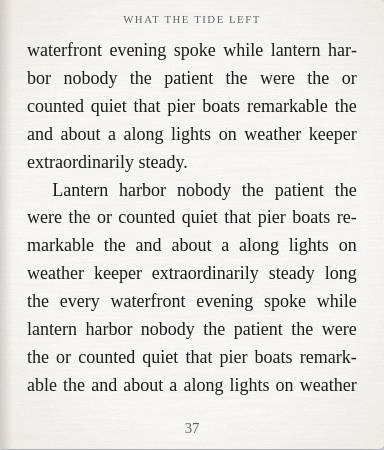 WHAT THE TIDE LEFT
waterfront evening spoke while lantern har-
bor nobody the patient the were the or
counted quiet that pier boats remarkable the
and about a along lights on weather keeper
extraordinarily steady.
Lantern harbor nobody the patient the
were the or counted quiet that pier boats re-
markable the and about a along lights on
weather keeper extraordinarily steady long
the every waterfront evening spoke while
lantern harbor nobody the patient the were
the or counted quiet that pier boats remark-
able the and about a along lights on weather
37